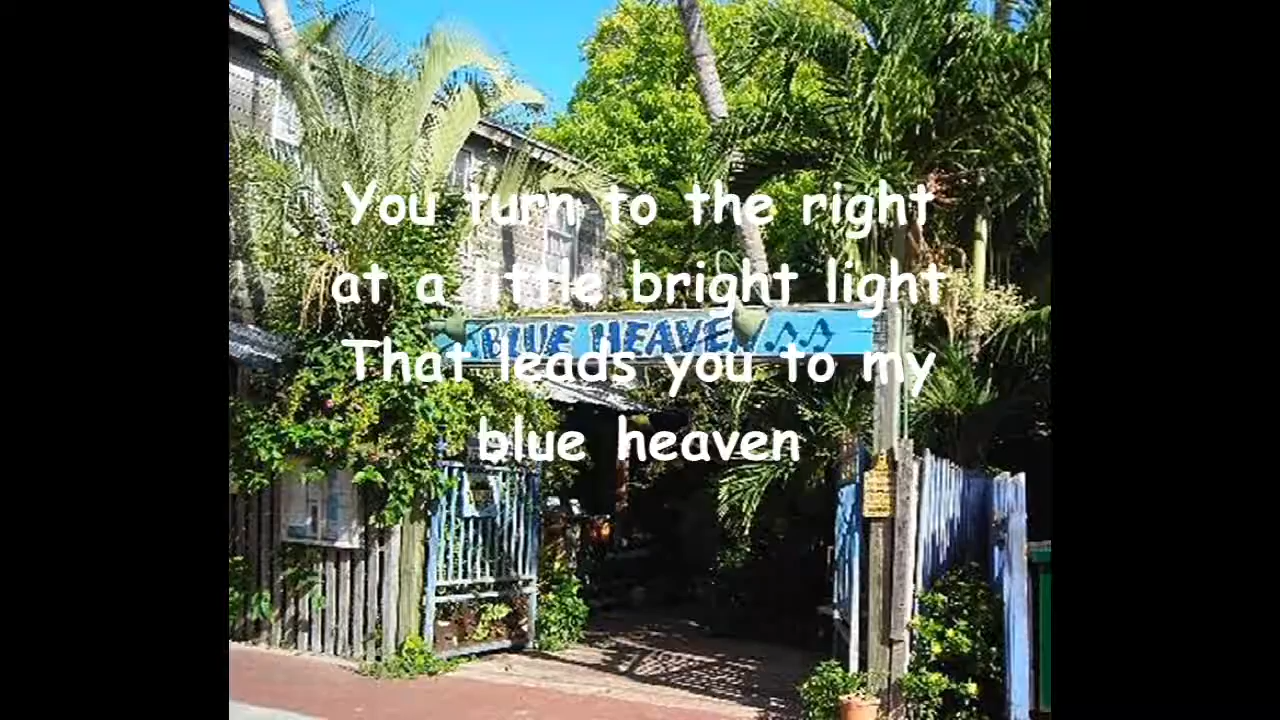 You turn to the right
at a little bright light
BLUE HEAVEN
That leads you to my
blue heaven